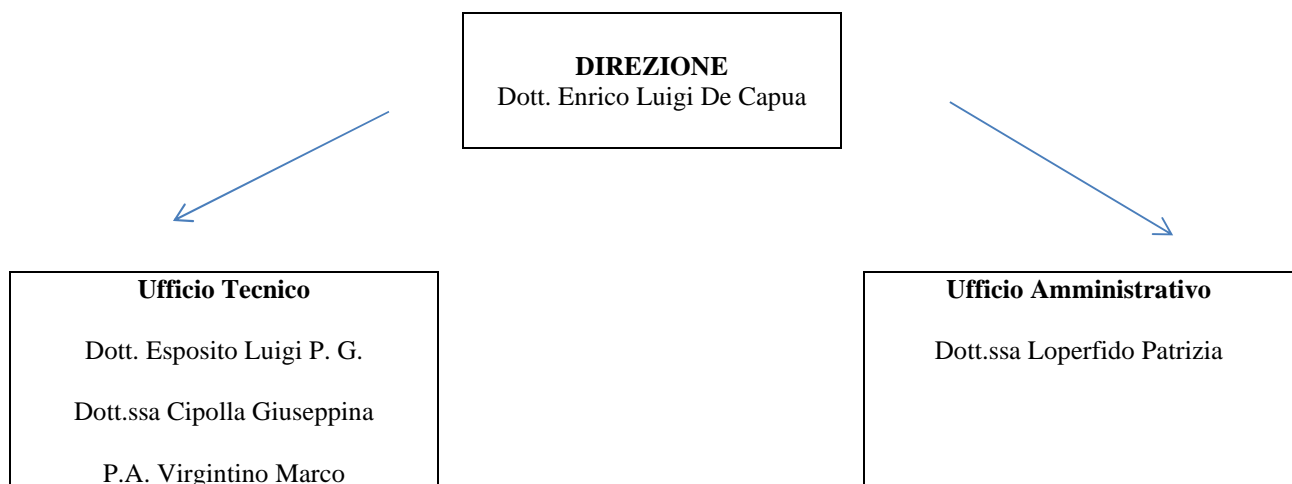 DIREZIONE
Dott. Enrico Luigi De Capua
Ufficio Tecnico
Dott. Esposito Luigi P. G.
Dott.ssa Cipolla Giuseppina
P.A. Virgintino Marco
Ufficio Amministrativo
Dott.ssa Loperfido Patrizia